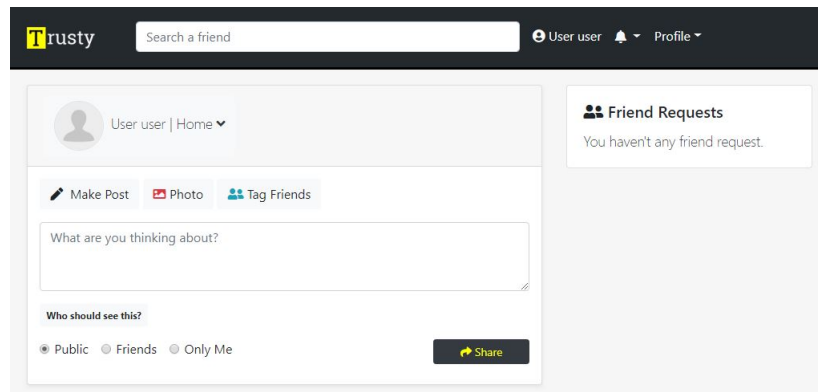 Trusty Search a friend User user Profile
User user | Home
Friend Requests
You haven't any friend request.
Make Post Photo Tag Friends
What are you thinking about?
Who should see this?
Public Friends Only Me
Share